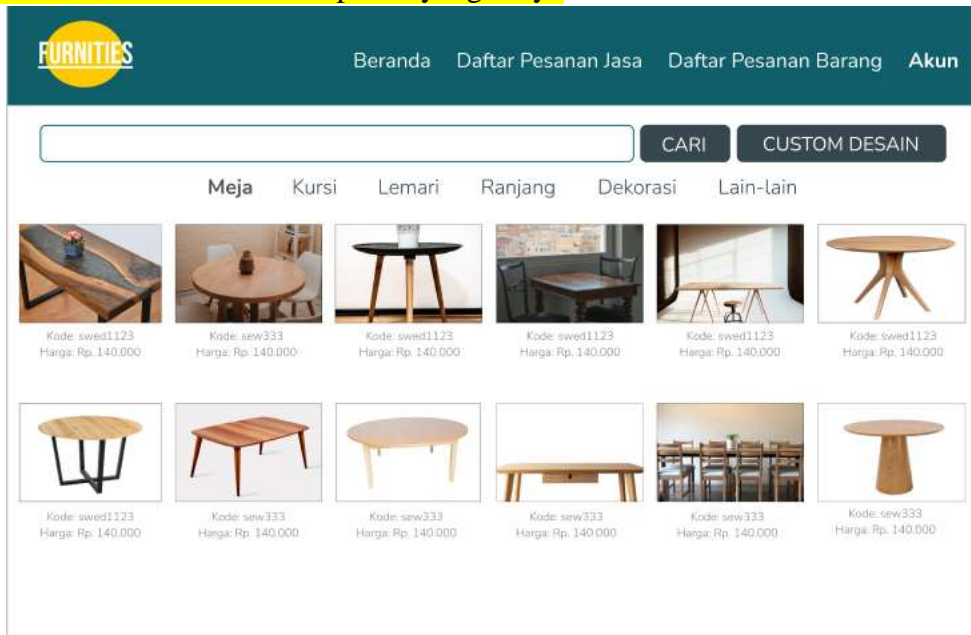 FURNITIES
Beranda Daftar Pesanan Jasa Daftar Pesanan Barang Akun
CARI CUSTOM DESAIN
Meja Kursi Lemari Ranjang Dekorasi Lain-lain
Kode: swed1123 Kode: sew333 Kode: swed1123 Kode: swed1123 Kode: swed1123 Kode: swed1123
Harga: Rp. 140.000 Harga: Rp. 140.000 Harga: Rp. 140.000 Harga: Rp. 140.000 Harga: Rp. 140.000 Harga: Rp. 140.000
Kode: swed1123 Kode: sew333 Kode: sew333 Kode: sew333 Kode: sew333 Kode: sew333
Harga: Rp. 140.000 Harga: Rp. 140.000 Harga: Rp. 140.000 Harga: Rp. 140.000 Harga: Rp. 140.000 Harga: Rp. 140.000